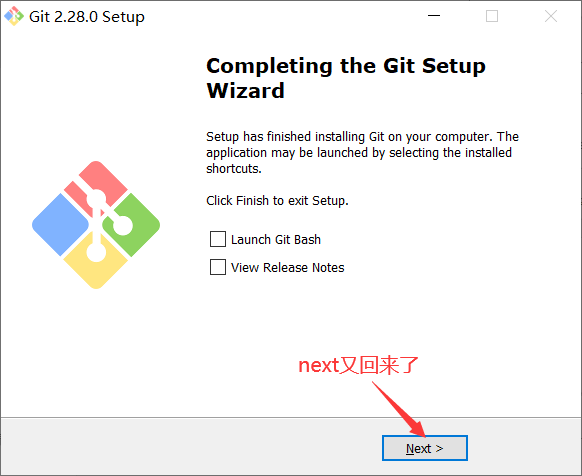 Git 2.28.0 Setup
Completing the Git Setup
Wizard
Setup has finished installing Git on your computer. The
application may be launched by selecting the installed
shortcuts.
Click Finish to exit Setup.
Launch Git Bash
View Release Notes
next又回来了
Next >